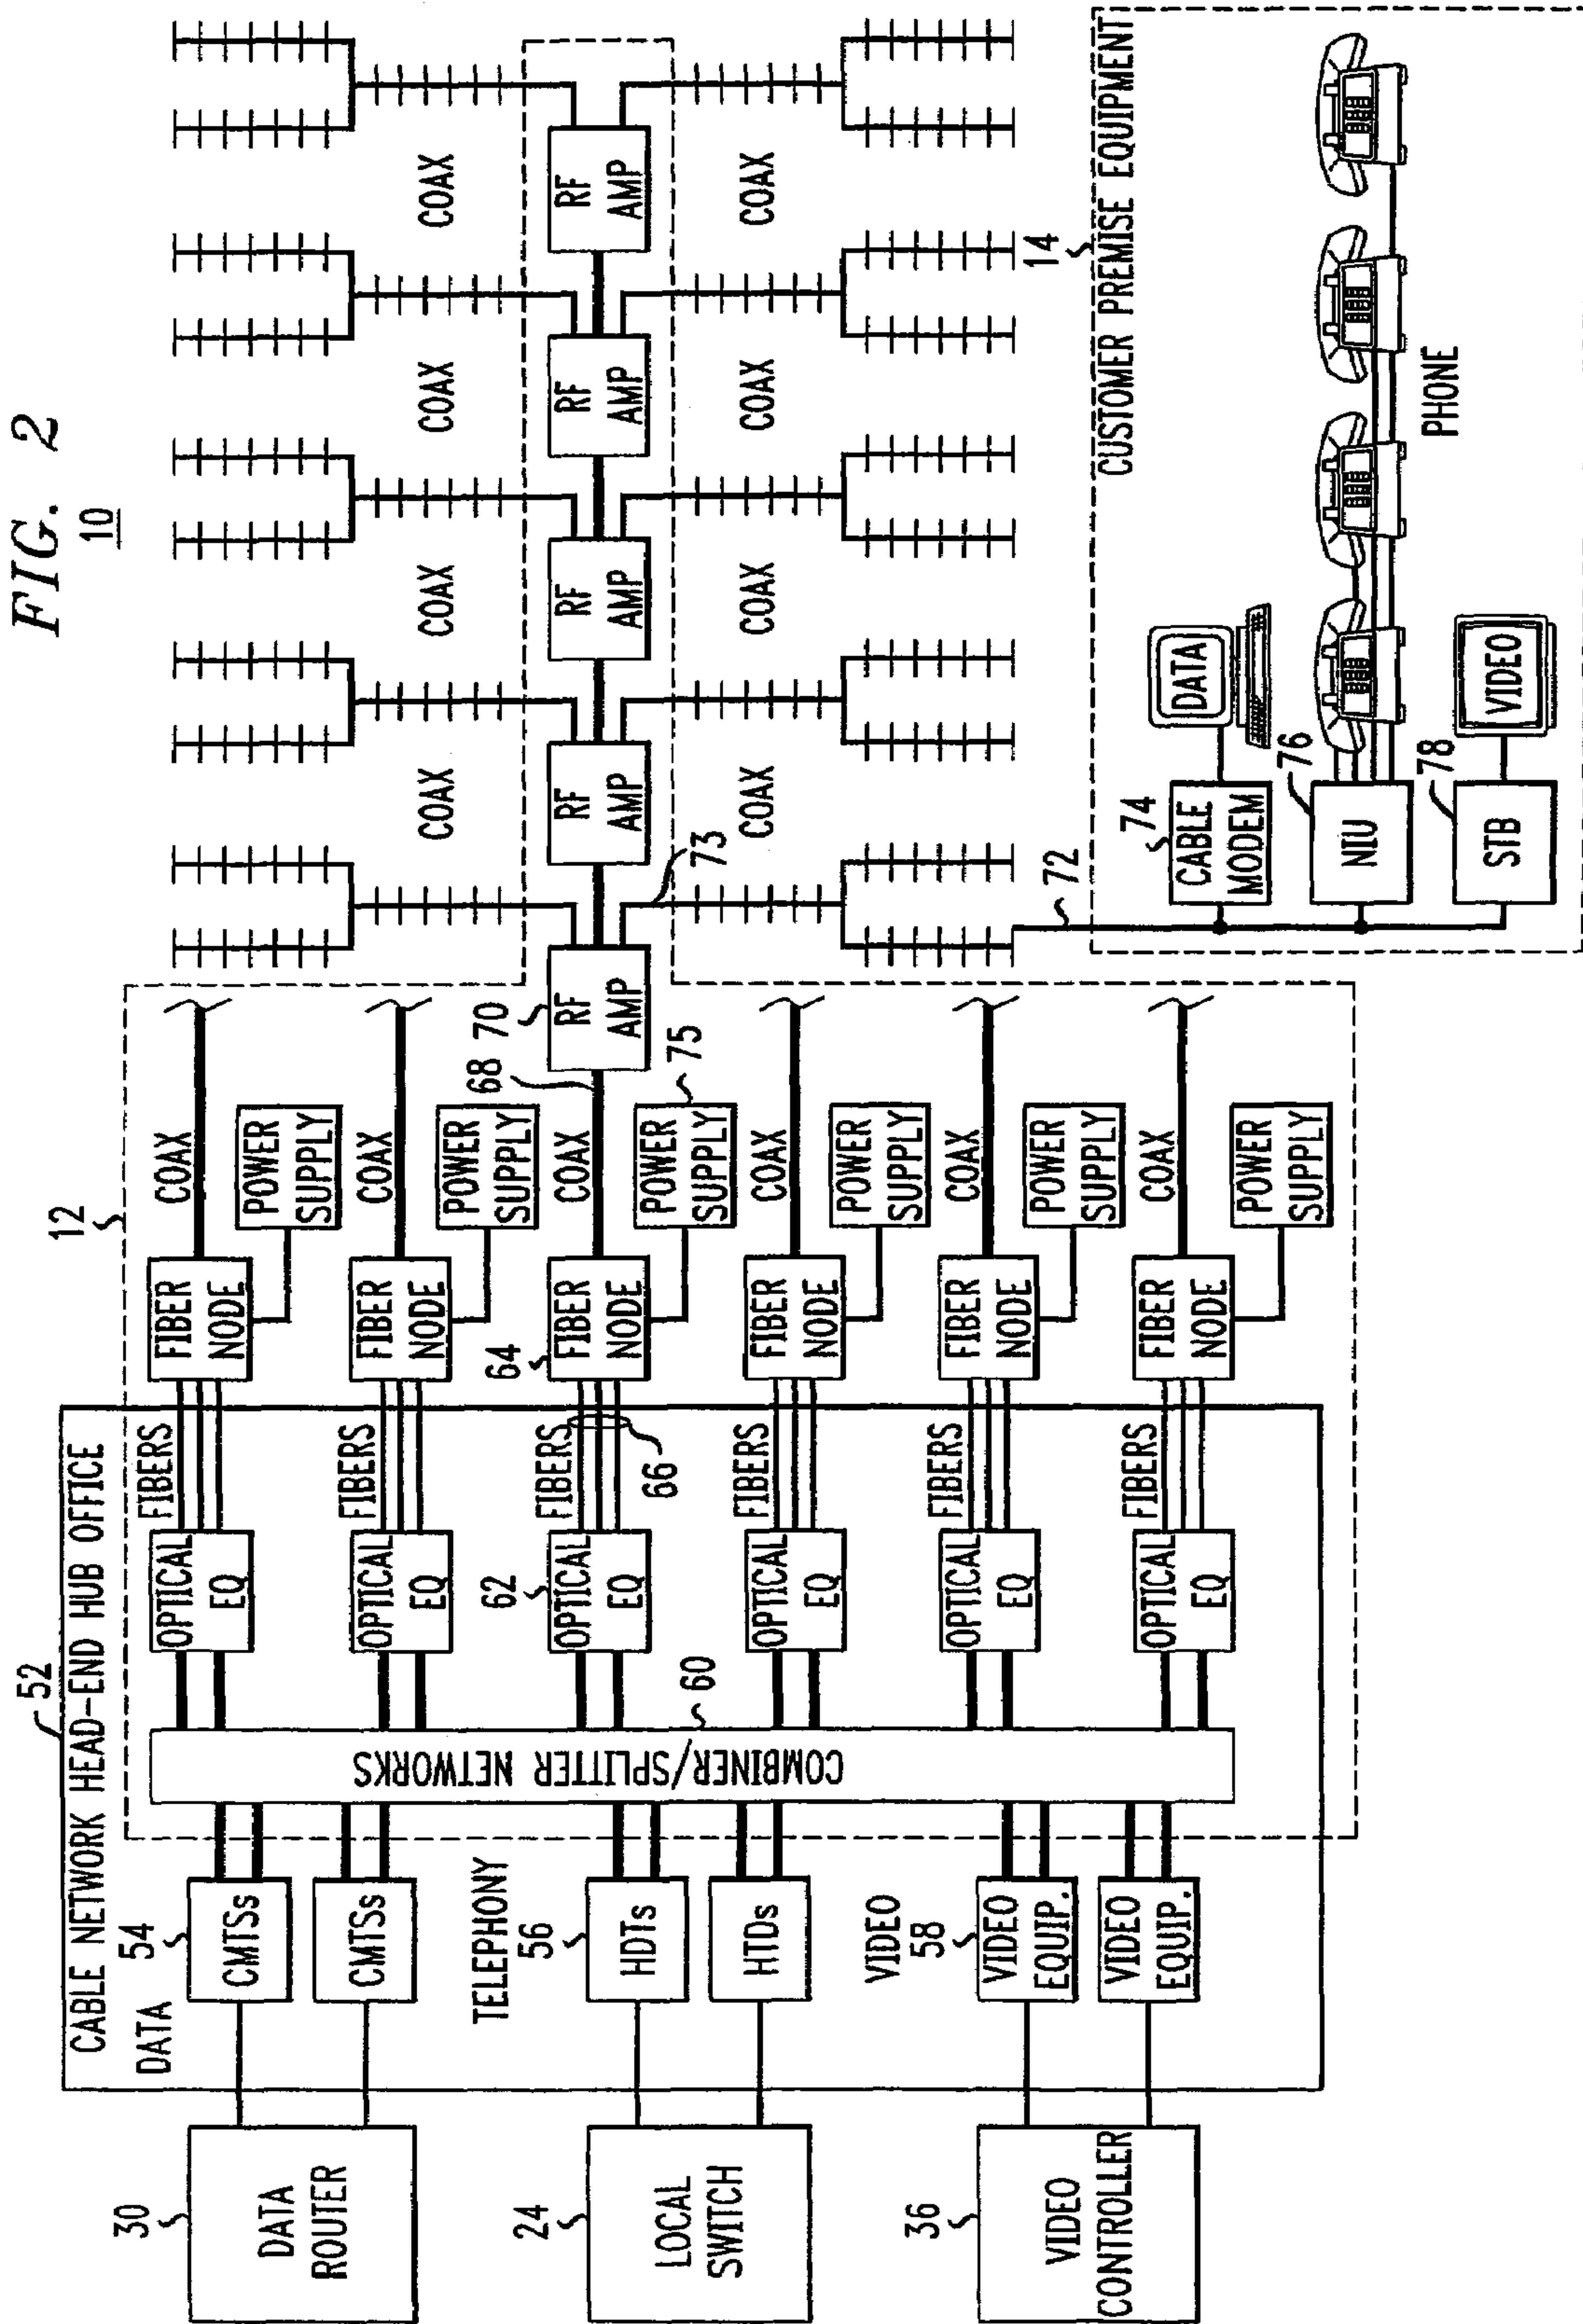 FIG. 2
10
52
CABLE NETWORK HEAD-END HUB OFFICE
12
30
DATA
ROUTER
24
LOCAL
SWITCH
36
VIDEO
CONTROLLER
DATA
54
CMTSs
CMTSs
TELEPHONY
56
HDTs
HTDs
VIDEO
58
VIDEO
EQUIP.
VIDEO
EQUIP.
COMBINER/SPLITTER NETWORKS
60
OPTICAL
EQ
OPTICAL
EQ
62
OPTICAL
EQ
OPTICAL
EQ
OPTICAL
EQ
OPTICAL
EQ
FIBERS
FIBERS
FIBERS
66
FIBERS
FIBERS
FIBERS
FIBER
NODE
FIBER
NODE
64
FIBER
NODE
FIBER
NODE
FIBER
NODE
FIBER
NODE
COAX
POWER
SUPPLY
COAX
POWER
SUPPLY
68
COAX
POWER
SUPPLY
75
COAX
POWER
SUPPLY
COAX
POWER
SUPPLY
COAX
POWER
SUPPLY
70
RF
AMP
RF
AMP
RF
AMP
RF
AMP
RF
AMP
COAX
COAX
COAX
COAX
73
COAX
COAX
COAX
COAX
72
14
CUSTOMER PREMISE EQUIPMENT
74
CABLE
MODEM
DATA
76
NIU
PHONE
78
STB
VIDEO